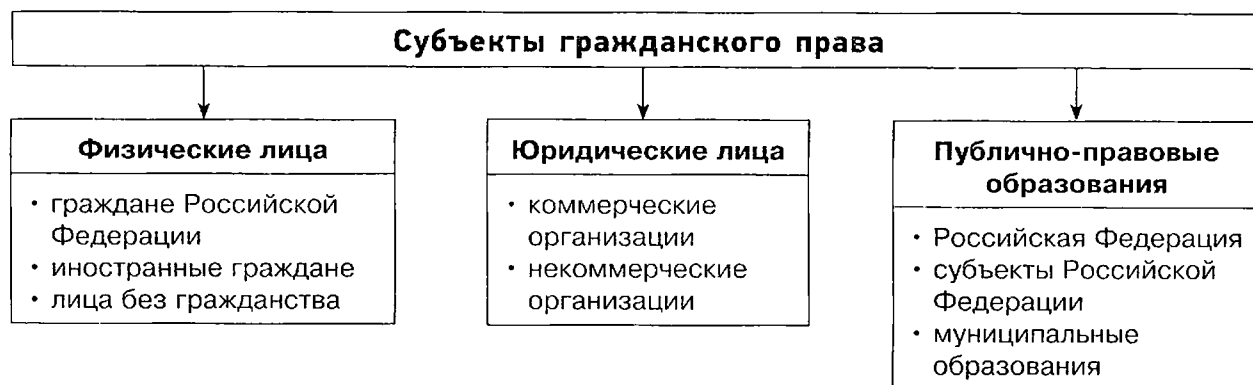 Субъекты гражданского права
Физические лица
• граждане Российской
Федерации
• иностранные граждане
• лица без гражданства
Юридические лица
• коммерческие
организации
• некоммерческие
организации
Публично-правовые
образования
• Российская Федерация
• субъекты Российской
Федерации
• муниципальные
образования